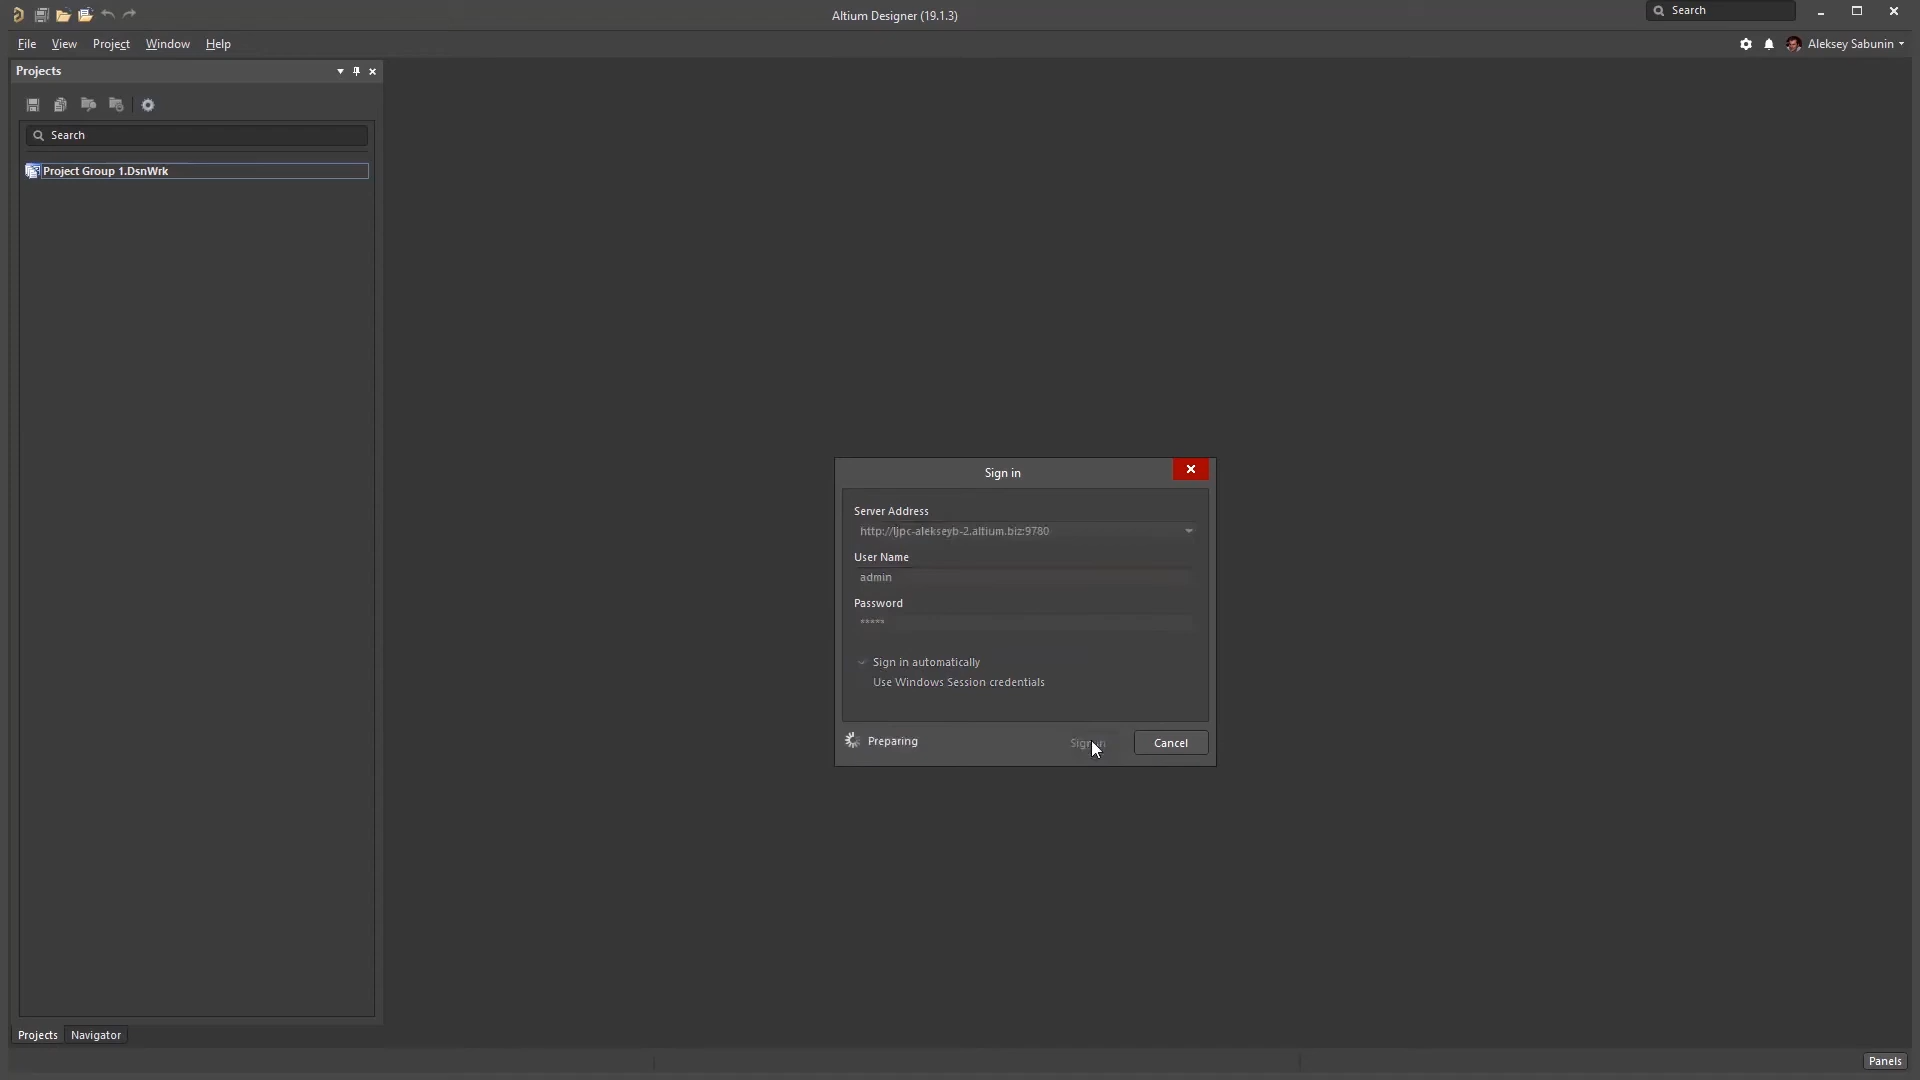 Altium Designer (19.1.3)
Search
File View Project Window Help
Aleksey Sabunin
Projects
Search
Project Group 1.DsnWrk
Sign in
Server Address
http://ljpc-alekseyb-2.altium.biz:9780
User Name
admin
Password
*****
Sign in automatically
Use Windows Session credentials
Preparing
Sign in
Cancel
Projects Navigator
Panels